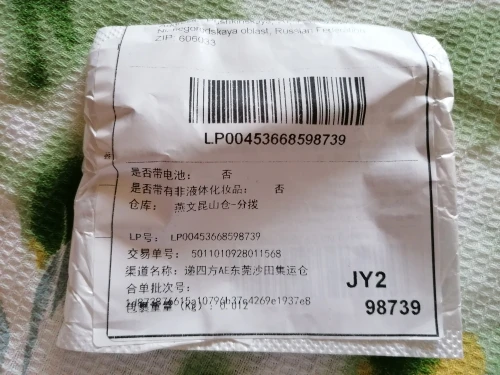 Nizhegorodskaya oblast, Russian Federation
ZIP: 606033
LP00453668598739
是否带电池: 否
是否带有非液体化妆品: 否
仓库: 燕文昆山仓-分拨
LP号: LP00453668598739
交易单号: 5011010928011568
渠道名称: 递四方AE东莞沙田集运仓
合单批次号:
1d873876615a10796b37c4269e1937e8
包裹重量 (Kg): 0.012
JY2
98739